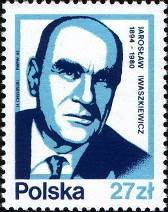 JAROSŁAW IWASZKIEWICZ
1894 - 1980
Polska 27zł